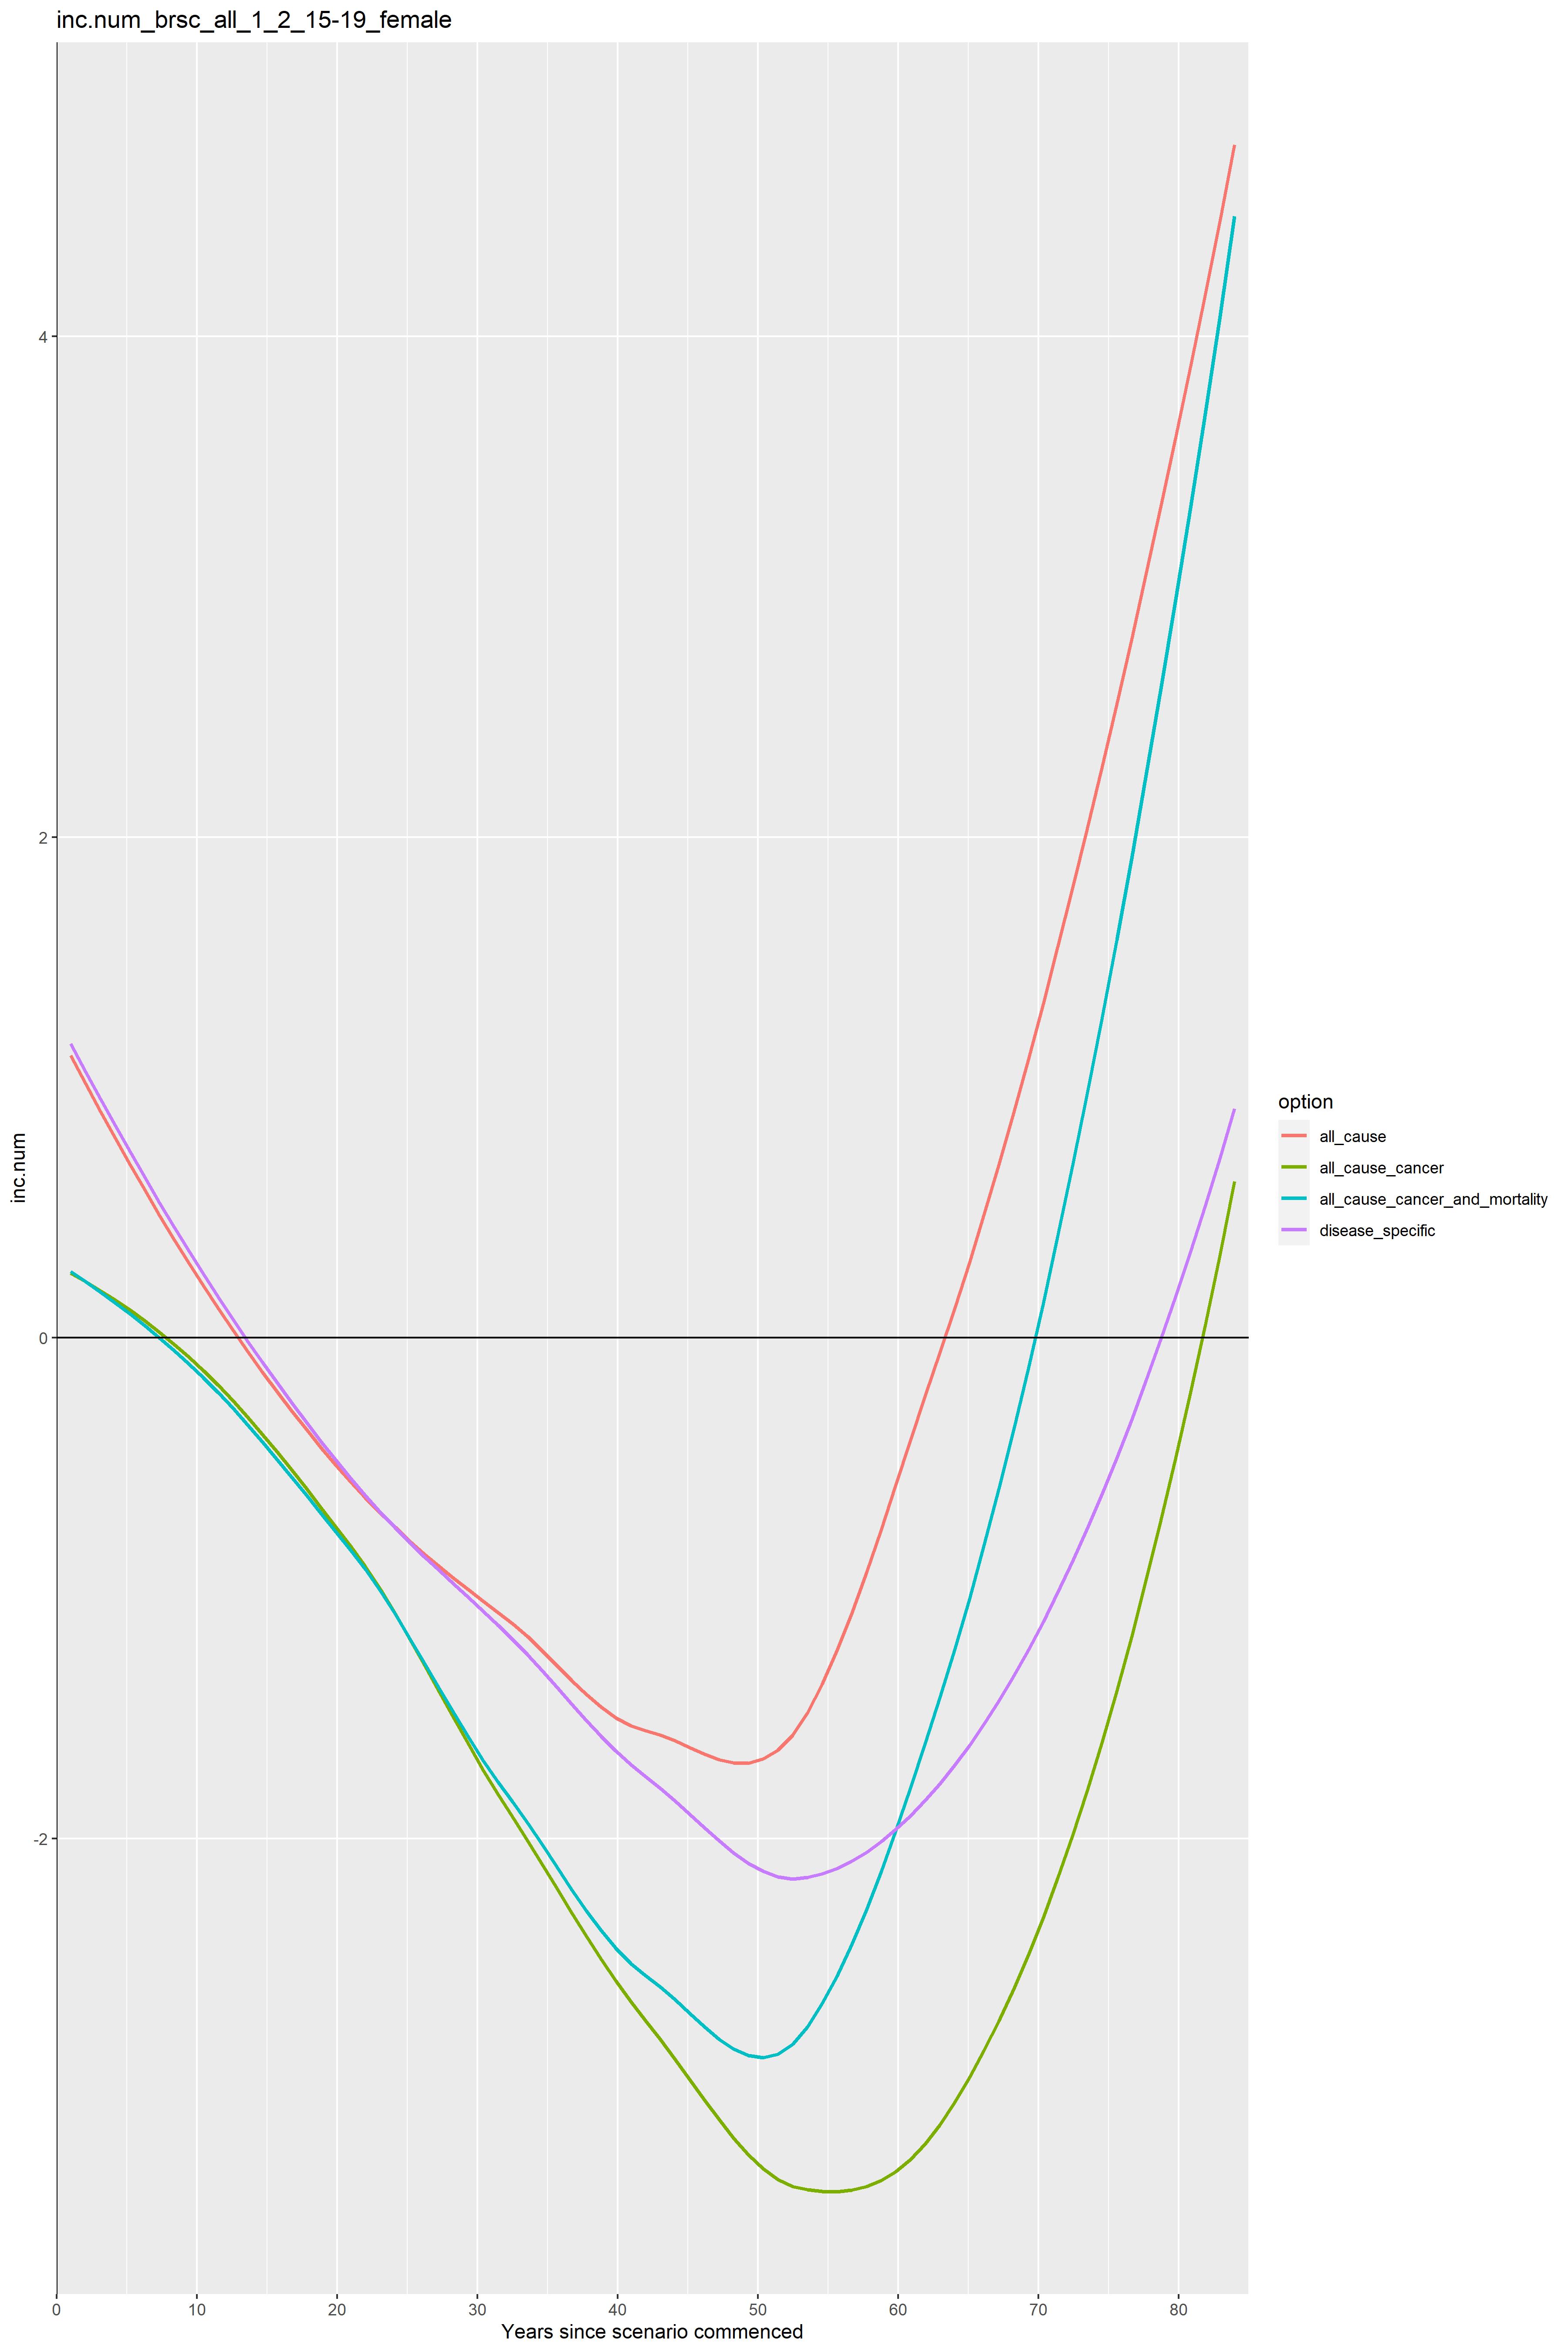 inc.num_brsc_all_1_2_15-19_female
4
2
0
-2
inc.num
0 10 20 30 40 50 60 70 80
Years since scenario commenced
option
all_cause
all_cause_cancer
all_cause_cancer_and_mortality
disease_specific